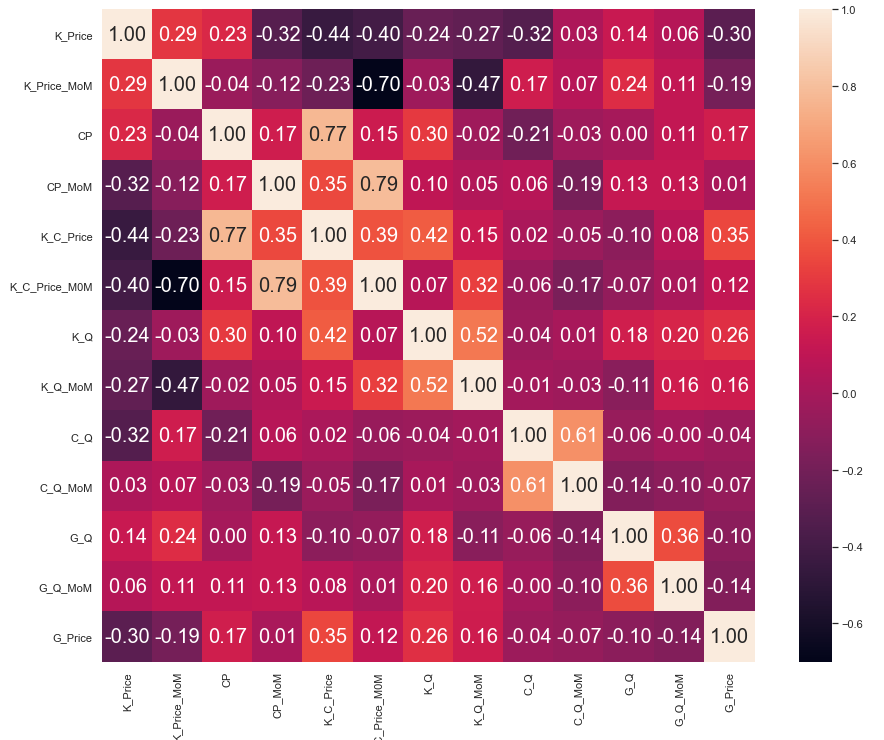 K_Price 1.00 0.29 0.23 -0.32 -0.44 -0.40 -0.24 -0.27 -0.32 0.03 0.14 0.06 -0.30
K_Price_MoM 0.29 1.00 -0.04 -0.12 -0.23 -0.70 -0.03 -0.47 0.17 0.07 0.24 0.11 -0.19
CP 0.23 -0.04 1.00 0.17 0.77 0.15 0.30 -0.02 -0.21 -0.03 0.00 0.11 0.17
CP_MoM -0.32 -0.12 0.17 1.00 0.35 0.79 0.10 0.05 0.06 -0.19 0.13 0.13 0.01
K_C_Price -0.44 -0.23 0.77 0.35 1.00 0.39 0.42 0.15 0.02 -0.05 -0.10 0.08 0.35
K_C_Price_M0M -0.40 -0.70 0.15 0.79 0.39 1.00 0.07 0.32 -0.06 -0.17 -0.07 0.01 0.12
K_Q -0.24 -0.03 0.30 0.10 0.42 0.07 1.00 0.52 -0.04 0.01 0.18 0.20 0.26
K_Q_MoM -0.27 -0.47 -0.02 0.05 0.15 0.32 0.52 1.00 -0.01 -0.03 -0.11 0.16 0.16
C_Q -0.32 0.17 -0.21 0.06 0.02 -0.06 -0.04 -0.01 1.00 0.61 -0.06 -0.00 -0.04
C_Q_MoM 0.03 0.07 -0.03 -0.19 -0.05 -0.17 0.01 -0.03 0.61 1.00 -0.14 -0.10 -0.07
G_Q 0.14 0.24 0.00 0.13 -0.10 -0.07 0.18 -0.11 -0.06 -0.14 1.00 0.36 -0.10
G_Q_MoM 0.06 0.11 0.11 0.13 0.08 0.01 0.20 0.16 -0.00 -0.10 0.36 1.00 -0.14
G_Price -0.30 -0.19 0.17 0.01 0.35 0.12 0.26 0.16 -0.04 -0.07 -0.10 -0.14 1.00
K_Price
K_Price_MoM
CP
CP_MoM
K_C_Price
C_Price_M0M
K_Q
K_Q_MoM
C_Q
C_Q_MoM
G_Q
G_Q_MoM
G_Price
1.0
0.8
0.6
0.4
0.2
0.0
-0.2
-0.4
-0.6